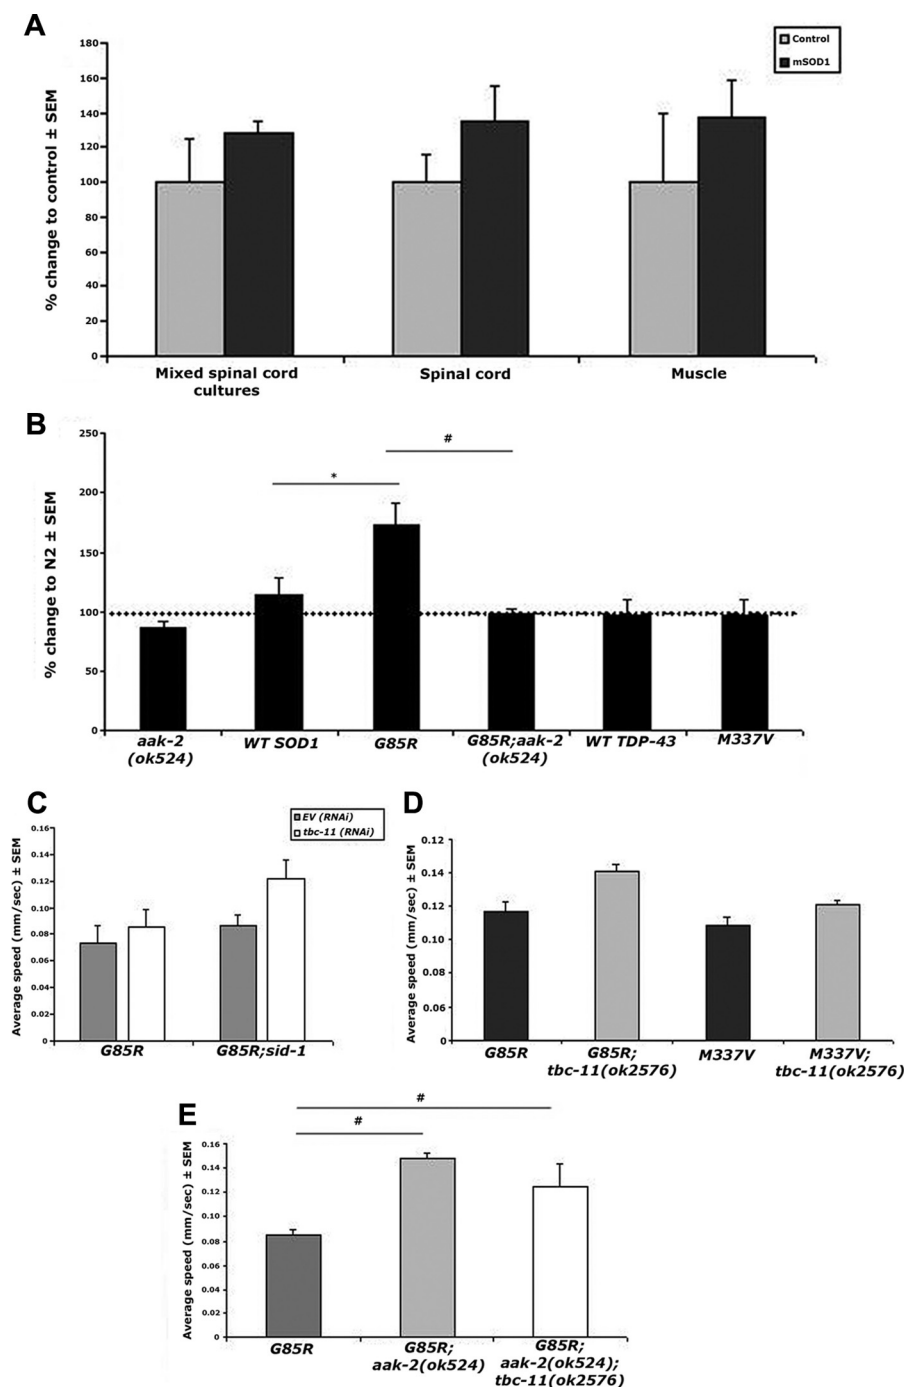 A
% change to control ± SEM
180
160
140
120
100
80
60
40
20
0
Control
mSOD1
Mixed spinal cord
cultures
Spinal cord
Muscle
B
% change to N2 ± SEM
250
200
150
100
50
0
*
#
aak-2
(ok524)
WT SOD1
G85R
G85R;aak-2
(ok524)
WT TDP-43
M337V
C
Average speed (mm/sec) ± SEM
0.16
0.14
0.12
0.10
0.08
0.06
0.04
0.02
0
EV (RNAi)
tbc-11 (RNAi)
G85R
G85R;sid-1
D
Average speed (mm/sec) ± SEM
0.12
0.14
0.12
0.10
0.00
0.06
0
G85R
G85R;
tbc-11(ok2576)
M337V
M337V;
tbc-11(ok2576)
E
Average speed (mm/sec) ± SEM
0.16
0.14
0.12
0.10
0.08
0.06
0.04
0.02
0
#
#
G85R
G85R;
aak-2(ok524)
G85R;
aak-2(ok524);
tbc-11(ok2576)